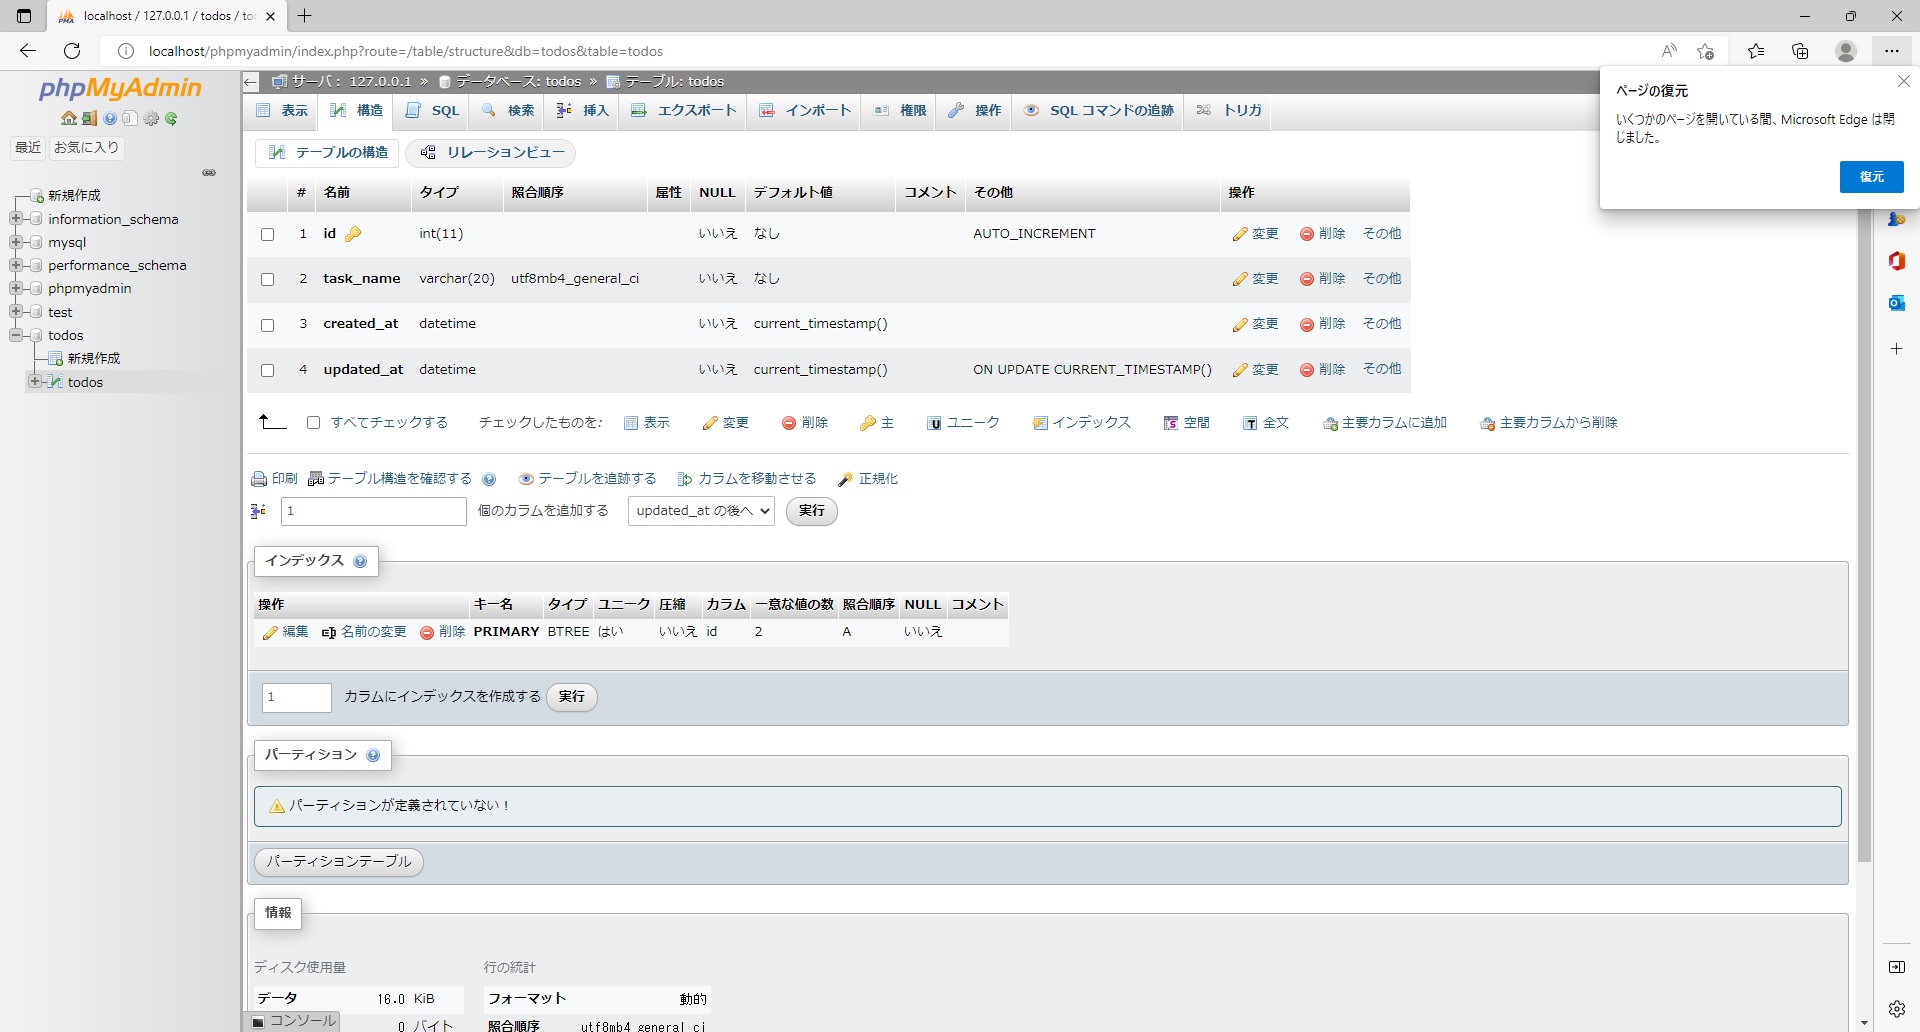 localhost / 127.0.0.1 / todos / to
localhost/phpmyadmin/index.php?route=/table/structure&db=todos&table=todos
phpMyAdmin
最近 お気に入り
新規作成
information_schema
mysql
performance_schema
phpmyadmin
test
todos
新規作成
todos
サーバ: 127.0.0.1 » データベース: todos » テーブル: todos
表示 構造 SQL 検索 挿入 エクスポート インポート 権限 操作 SQL コマンドの追跡 トリガ
テーブルの構造 リレーションビュー
# 名前 タイプ 照合順序 属性 NULL デフォルト値 コメント その他 操作
1 id int(11) いいえ なし AUTO_INCREMENT 変更 削除 その他
2 task_name varchar(20) utf8mb4_general_ci いいえ なし 変更 削除 その他
3 created_at datetime いいえ current_timestamp() 変更 削除 その他
4 updated_at datetime いいえ current_timestamp() ON UPDATE CURRENT_TIMESTAMP() 変更 削除 その他
すべてチェックする チェックしたものを: 表示 変更 削除 主 ユニーク インデックス 空間 全文 主要カラムに追加 主要カラムから削除
印刷 テーブル構造を確認する テーブルを追跡する カラムを移動させる 正規化
1 個のカラムを追加する updated_at の後へ 実行
インデックス
操作 キー名 タイプ ユニーク 圧縮 カラム 一意な値の数 照合順序 NULL コメント
編集 名前の変更 削除 PRIMARY BTREE はい いいえ id 2 A いいえ
1 カラムにインデックスを作成する 実行
パーティション
パーティションが定義されていない!
パーティションテーブル
情報
ディスク使用量 行の統計
データ 16.0 KiB フォーマット 動的
0 バイト 照合順序 utf8mb4_general_ci
コンソール
ページの復元
いくつかのページを開いている間、Microsoft Edge は閉
じました。
復元